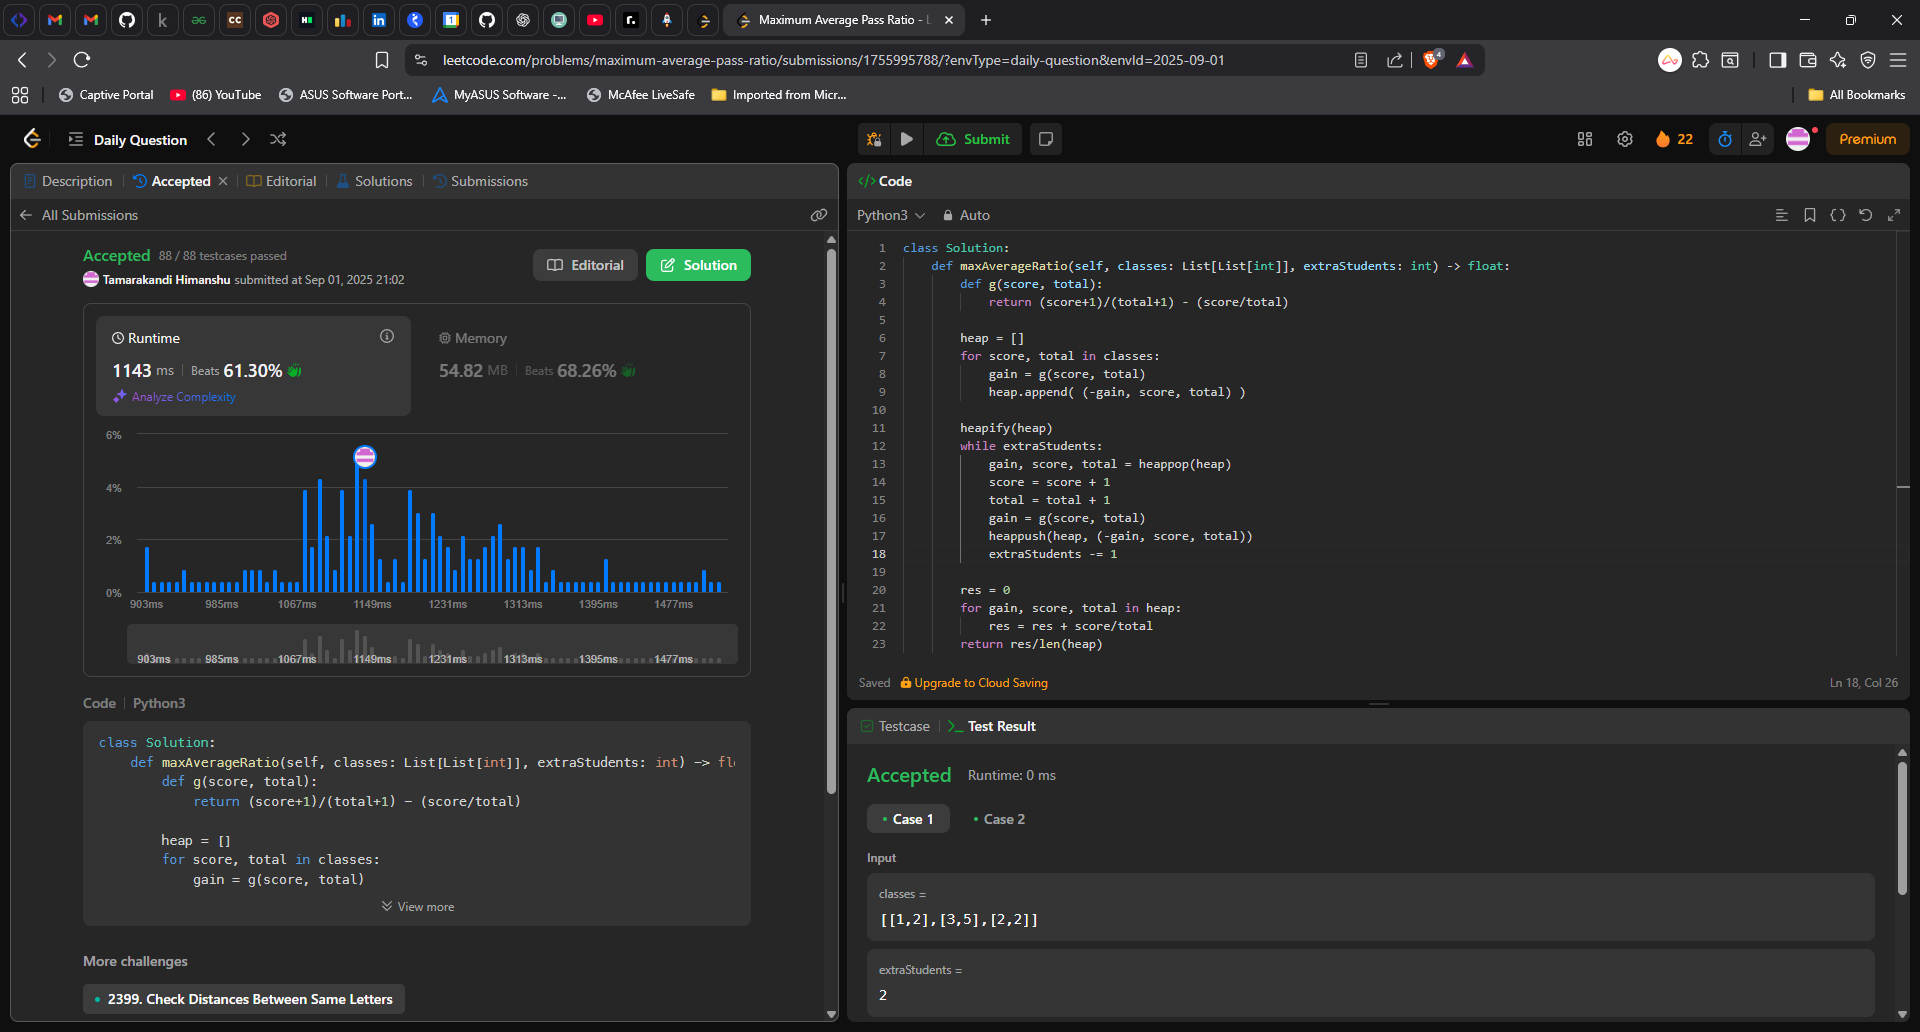 Maximum Average Pass Ratio - L
leetcode.com/problems/maximum-average-pass-ratio/submissions/1755995788/?envType=daily-question&envId=2025-09-01
4
Captive Portal
(86) YouTube
ASUS Software Port...
MyASUS Software -...
McAfee LiveSafe
Imported from Micr...
All Bookmarks
Daily Question
Submit
22
Premium
Description
Accepted
Editorial
Solutions
Submissions
All Submissions
Accepted 88 / 88 testcases passed
Tamarakandi Himanshu submitted at Sep 01, 2025 21:02
Editorial
Solution
Runtime
1143 ms | Beats 61.30%
Analyze Complexity
Memory
54.82 MB | Beats 68.26%
6%
4%
2%
0%
903ms 985ms 1067ms 1149ms 1231ms 1313ms 1395ms 1477ms
903ms 985ms 1067ms 1149ms 1231ms 1313ms 1395ms 1477ms
Code | Python3
class Solution:
    def maxAverageRatio(self, classes: List[List[int]], extraStudents: int) -> fl
        def g(score, total):
            return (score+1)/(total+1) - (score/total)
        heap = []
        for score, total in classes:
            gain = g(score, total)
View more
More challenges
2399. Check Distances Between Same Letters
</> Code
Python3
Auto
1 class Solution:
2     def maxAverageRatio(self, classes: List[List[int]], extraStudents: int) -> float:
3         def g(score, total):
4             return (score+1)/(total+1) - (score/total)
5
6         heap = []
7         for score, total in classes:
8             gain = g(score, total)
9             heap.append( (-gain, score, total) )
10
11         heapify(heap)
12         while extraStudents:
13             gain, score, total = heappop(heap)
14             score = score + 1
15             total = total + 1
16             gain = g(score, total)
17             heappush(heap, (-gain, score, total))
18             extraStudents -= 1
19
20         res = 0
21         for gain, score, total in heap:
22             res = res + score/total
23         return res/len(heap)
Saved
Upgrade to Cloud Saving
Ln 18, Col 26
Testcase
Test Result
Accepted Runtime: 0 ms
Case 1
Case 2
Input
classes =
[[1,2],[3,5],[2,2]]
extraStudents =
2